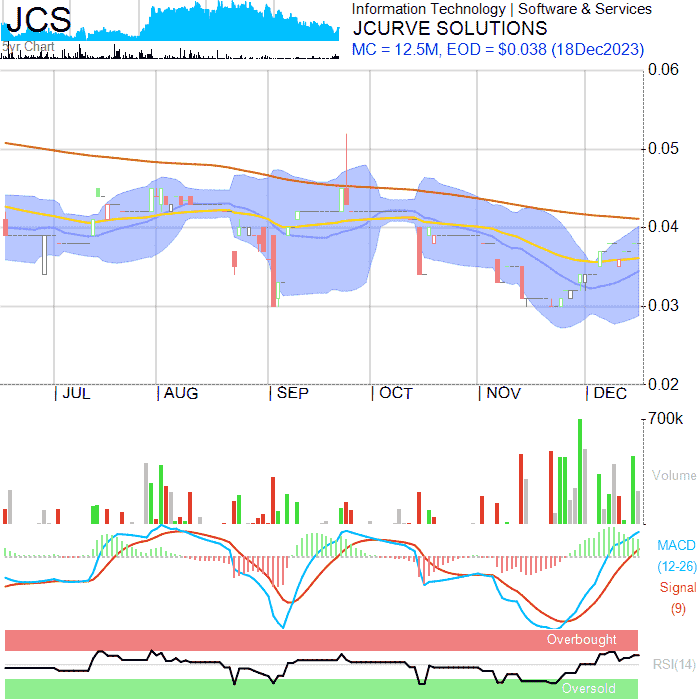 JCS
5yr Chart
Information Technology | Software & Services
JCURVE SOLUTIONS
MC = 12.5M, EOD = $0.038 (18Dec2023)
0.06
0.05
0.04
0.03
0.02
| JUL | AUG | SEP | OCT | NOV | DEC
700k
Volume
MACD
(12-26)
Signal
(9)
Overbought
RSI(14)
Oversold